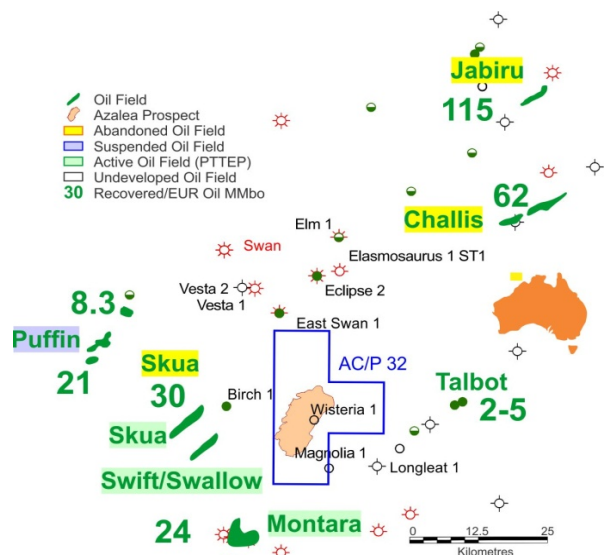 Jabiru
115
Oil Field
Azalea Prospect
Abandoned Oil Field
Suspended Oil Field
Active Oil Field (PTTEP)
Undeveloped Oil Field
30 Recovered/EUR Oil MMbo
62
Challis
Elm 1
Swan
Elasmosaurus 1 ST1
Vesta 2
Eclipse 2
Vesta 1
8.3
East Swan 1
Puffin
AC/P 32
Skua
21
30
Birch 1
Talbot
Wisteria 1
2-5
Skua
Magnolia 1
Longleat 1
Swift/Swallow
24
Montara
0 12.5 25
Kilometres